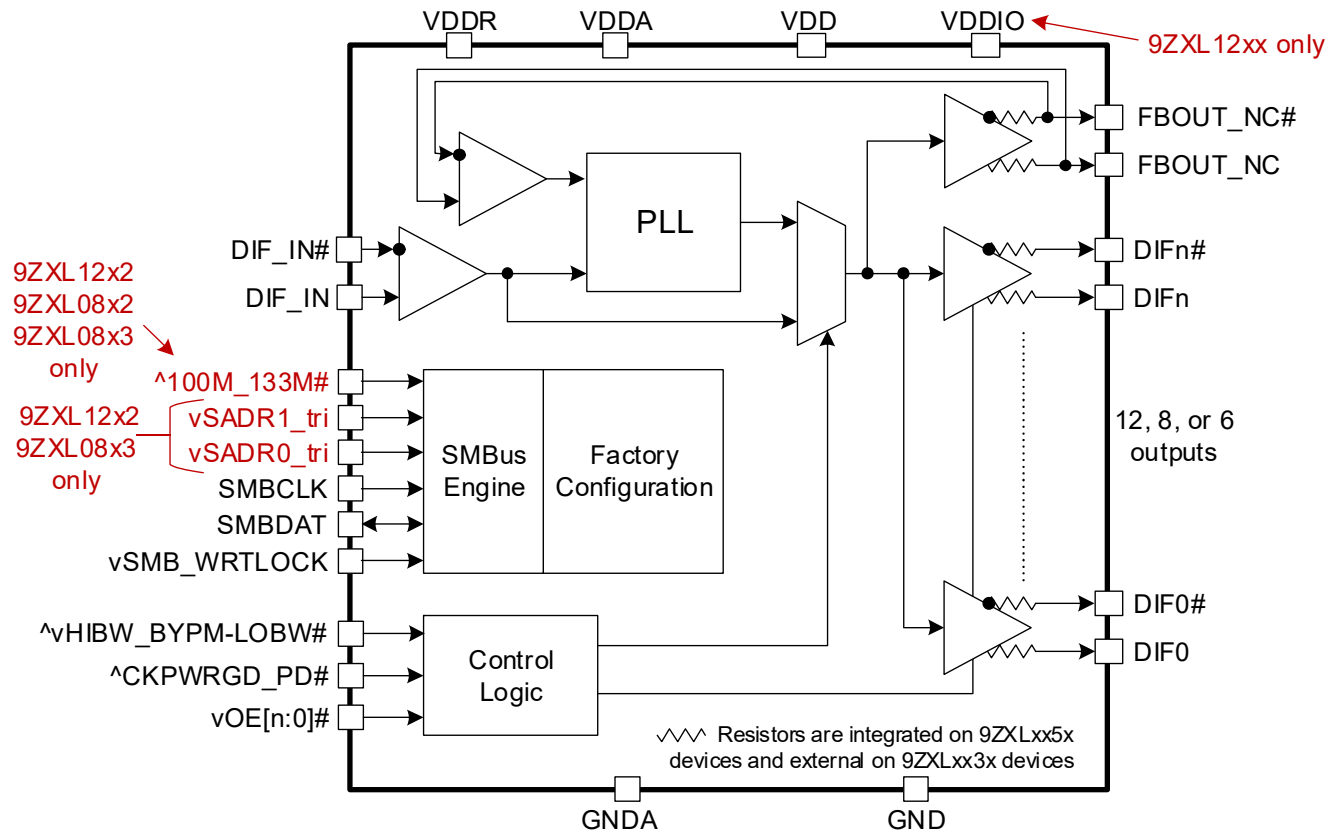 VDDR
VDDA
VDD
VDDIO
9ZXL12xx only
FBOUT_NC#
FBOUT_NC
PLL
DIF_IN#
DIF_IN
DIFn#
DIFn
9ZXL12x2
9ZXL08x2
9ZXL08x3
only
^100M_133M#
9ZXL12x2
9ZXL08x3
only
vSADR1_tri
vSADR0_tri
SMBCLK
SMBDAT
vSMB_WRTLOCK
SMBus
Engine
Factory
Configuration
12, 8, or 6
outputs
^vHIBW_BYPM-LOBW#
^CKPWRGD_PD#
vOE[n:0]#
Control
Logic
DIF0#
DIF0
Resistors are integrated on 9ZXLxx5x
devices and external on 9ZXLxx3x devices
GNDA
GND